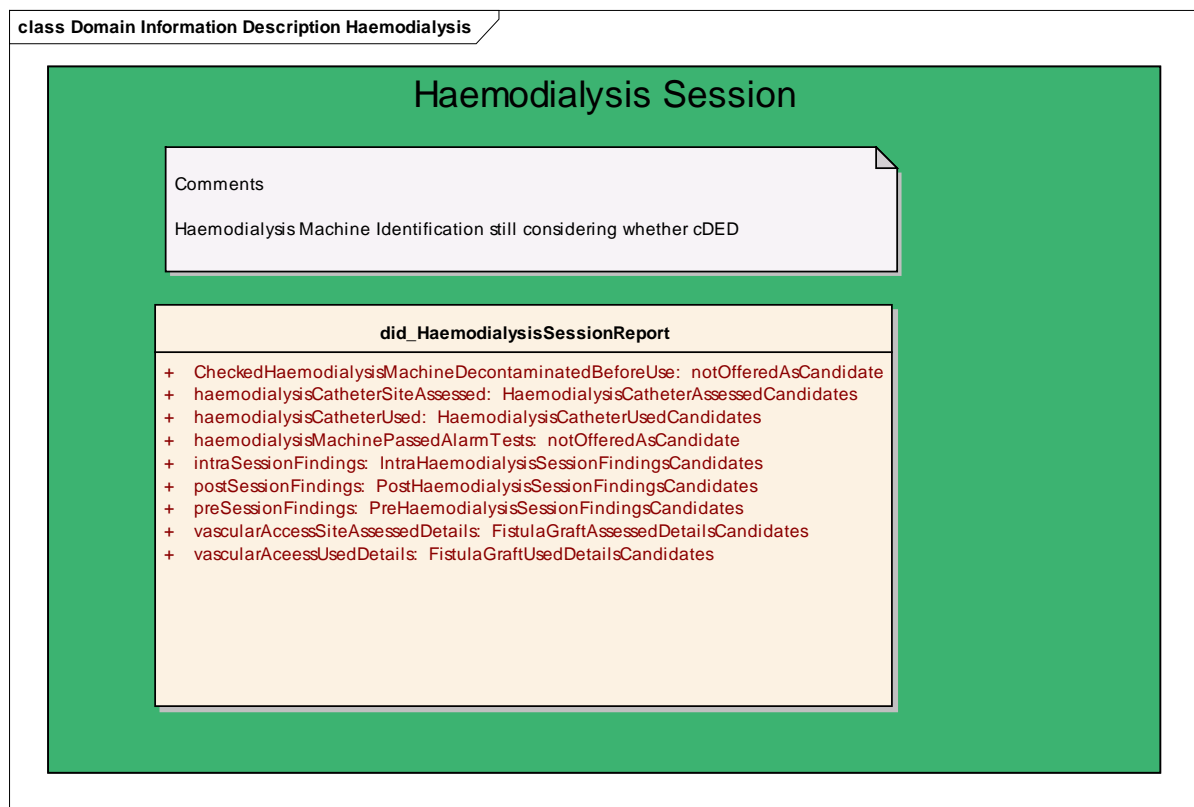 class Domain Information Description Haemodialysis
Haemodialysis Session
Comments
Haemodialysis Machine Identification still considering whether cDED
did_HaemodialysisSessionReport
+ CheckedHaemodialysisMachineDecontaminatedBeforeUse: notOfferedAsCandidate
+ haemodialysisCatheterSiteAssessed: HaemodialysisCatheterAssessedCandidates
+ haemodialysisCatheterUsed: HaemodialysisCatheterUsedCandidates
+ haemodialysisMachinePassedAlarmTests: notOfferedAsCandidate
+ intraSessionFindings: IntraHaemodialysisSessionFindingsCandidates
+ postSessionFindings: PostHaemodialysisSessionFindingsCandidates
+ preSessionFindings: PreHaemodialysisSessionFindingsCandidates
+ vascularAccessSiteAssessedDetails: FistulaGraftAssessedDetailsCandidates
+ vascularAceessUsedDetails: FistulaGraftUsedDetailsCandidates